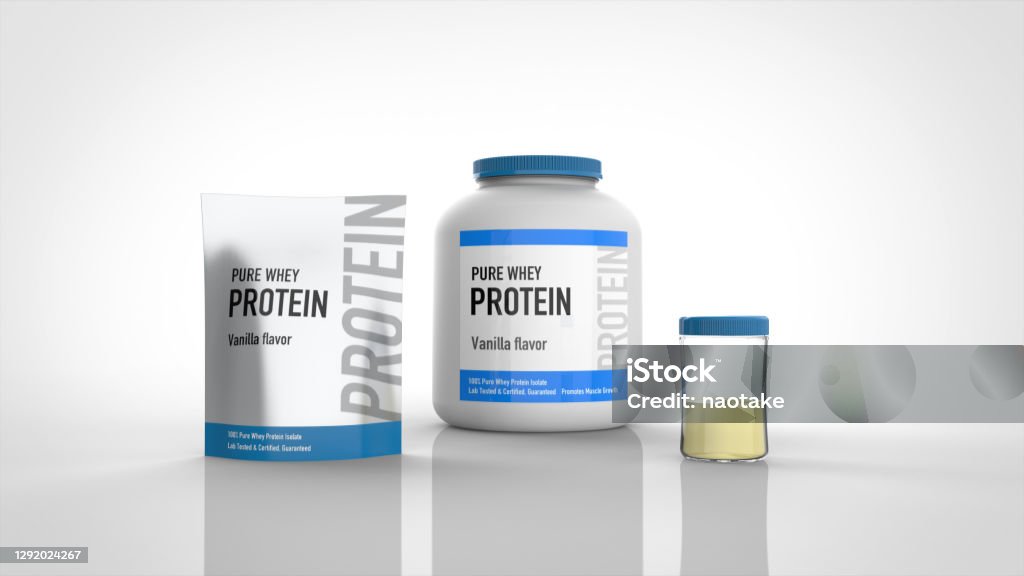 PURE WHEY
PROTEIN
Vanilla flavor
PROTEIN
100% Pure Whey Protein Isolate
Lab Tested & Certified, Guaranteed
PURE WHEY
PROTEIN
Vanilla flavor
PROTEIN
100% Pure Whey Protein Isolate
Lab Tested & Certified, Guaranteed Promotes Muscle Growth
iStock™
Credit: naotake
1292024267